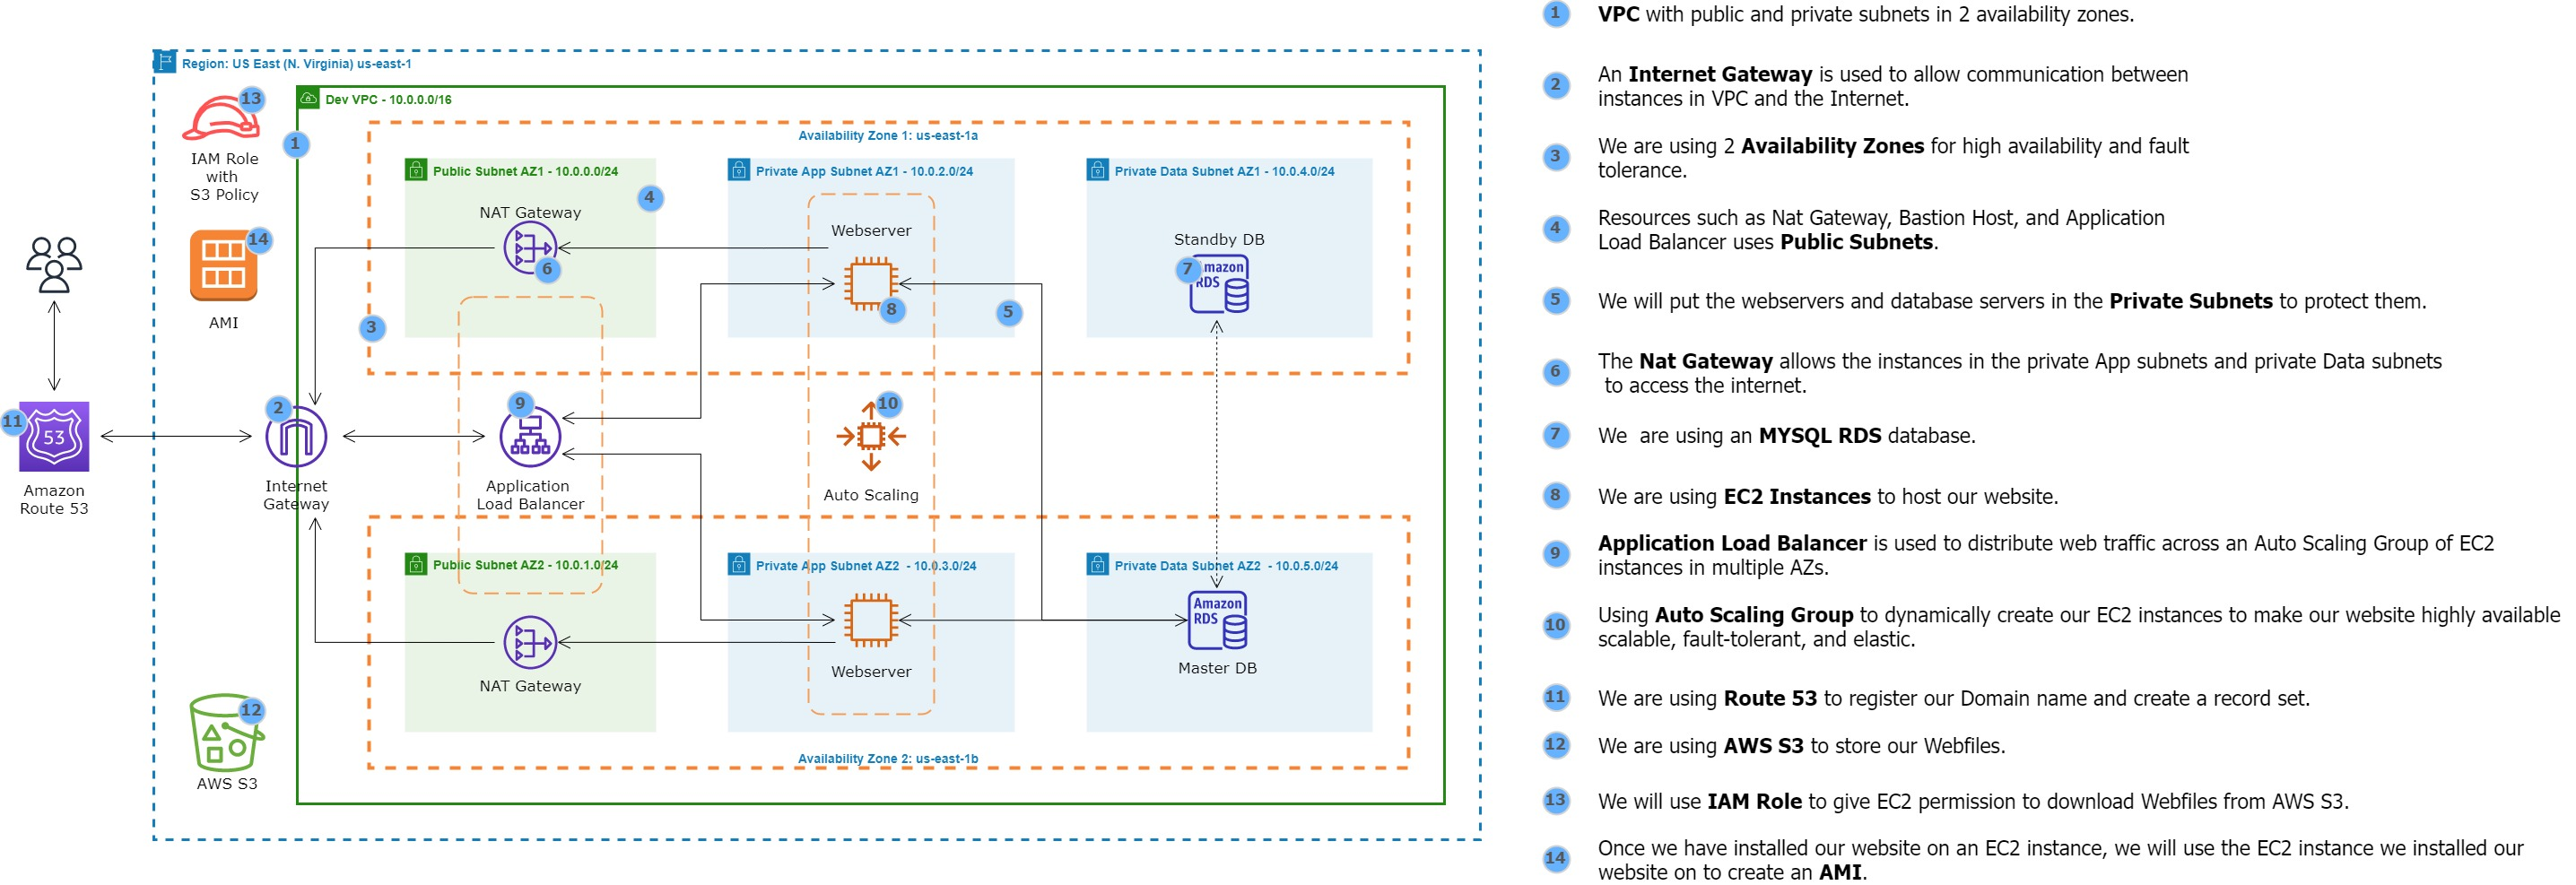 Region: US East (N. Virginia) us-east-1
13
IAM Role
with
S3 Policy
14
AMI
12
AWS S3
11
53
Amazon
Route 53
1
Dev VPC - 10.0.0.0/16
Availability Zone 1: us-east-1a
Public Subnet AZ1 - 10.0.0.0/24
4
NAT Gateway
6
3
Private App Subnet AZ1 - 10.0.2.0/24
Webserver
8
5
Private Data Subnet AZ1 - 10.0.4.0/24
Standby DB
7
Amazon
RDS
2
Internet
Gateway
9
Application
Load Balancer
10
Auto Scaling
Public Subnet AZ2 - 10.0.1.0/24
NAT Gateway
Private App Subnet AZ2 - 10.0.3.0/24
Webserver
Private Data Subnet AZ2 - 10.0.5.0/24
Amazon
RDS
Master DB
Availability Zone 2: us-east-1b
1 VPC with public and private subnets in 2 availability zones.
2 An Internet Gateway is used to allow communication between
instances in VPC and the Internet.
3 We are using 2 Availability Zones for high availability and fault
tolerance.
4 Resources such as Nat Gateway, Bastion Host, and Application
Load Balancer uses Public Subnets.
5 We will put the webservers and database servers in the Private Subnets to protect them.
6 The Nat Gateway allows the instances in the private App subnets and private Data subnets
to access the internet.
7 We are using an MYSQL RDS database.
8 We are using EC2 Instances to host our website.
9 Application Load Balancer is used to distribute web traffic across an Auto Scaling Group of EC2
instances in multiple AZs.
10 Using Auto Scaling Group to dynamically create our EC2 instances to make our website highly available
scalable, fault-tolerant, and elastic.
11 We are using Route 53 to register our Domain name and create a record set.
12 We are using AWS S3 to store our Webfiles.
13 We will use IAM Role to give EC2 permission to download Webfiles from AWS S3.
14 Once we have installed our website on an EC2 instance, we will use the EC2 instance we installed our
website on to create an AMI.